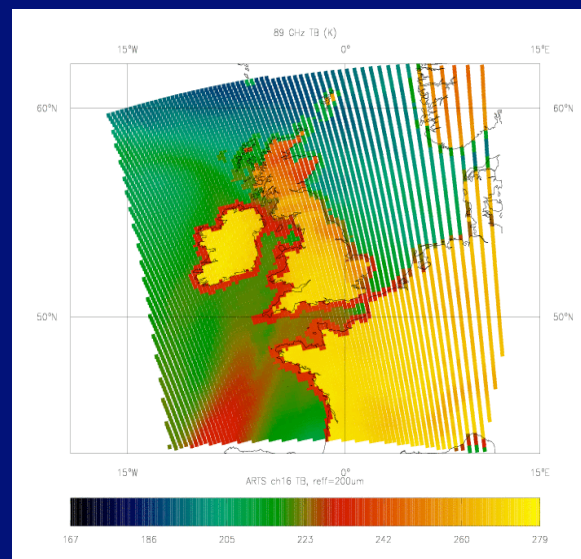 89 GHz TB (K)
15°W 0° 15°E
60°N 60°N
50°N 50°N
15°W 0° 15°E
ARTS ch16 TB, reff=200um
167 186 205 223 242 260 279